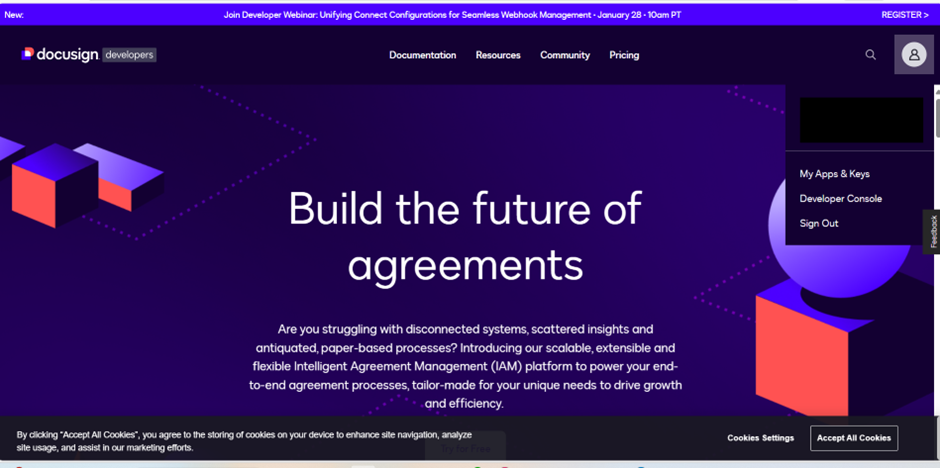 New:
Join Developer Webinar: Unifying Connect Configurations for Seamless Webhook Management • January 28 • 10am PT
REGISTER >
docusign developers
Documentation
Resources
Community
Pricing
My Apps & Keys
Developer Console
Sign Out
Feedback
Build the future of
agreements
Are you struggling with disconnected systems, scattered insights and
antiquated, paper-based processes? Introducing our scalable, extensible and
flexible Intelligent Agreement Management (IAM) platform to power your end-
to-end agreement processes, tailor-made for your unique needs to drive growth
and efficiency.
By clicking "Accept All Cookies", you agree to the storing of cookies on your device to enhance site navigation, analyze
site usage, and assist in our marketing efforts.
Cookies Settings
Accept All Cookies